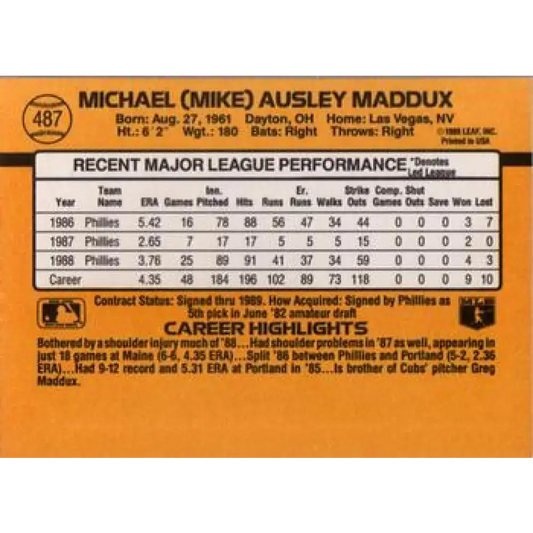 487
MICHAEL (MIKE) AUSLEY MADDUX
Born: Aug. 27, 1961 Dayton, OH Home: Las Vegas, NV
Ht.: 6´2˝ Wgt.: 180 Bats: Right Throws: Right
©1989 LEAF, INC.
Printed in USA
RECENT MAJOR LEAGUE PERFORMANCE *Denotes Led League
Year Team Name ERA Games Inn. Pitched Hits Runs Er. Runs Walks Strike Outs Comp. Games Shut Outs Save Won Lost
1986 Phillies 5.42 16 78 88 56 47 34 44 0 0 0 3 7
1987 Phillies 2.65 7 17 17 5 5 5 15 0 0 0 2 0
1988 Phillies 3.76 25 89 91 41 37 34 59 0 0 0 4 3
Career 4.35 48 184 196 102 89 73 118 0 0 0 9 10
Contract Status: Signed thru 1989. How Acquired: Signed by Phillies as
5th pick in June '82 amateur draft
CAREER HIGHLIGHTS
Bothered by a shoulder injury much of '88...Had shoulder problems in '87 as well, appearing in
just 18 games at Maine (6-6, 4.35 ERA)...Split '86 between Phillies and Portland (5-2, 2.36
ERA)...Had 9-12 record and 5.31 ERA at Portland in '85...Is brother of Cubs' pitcher Greg
Maddux.